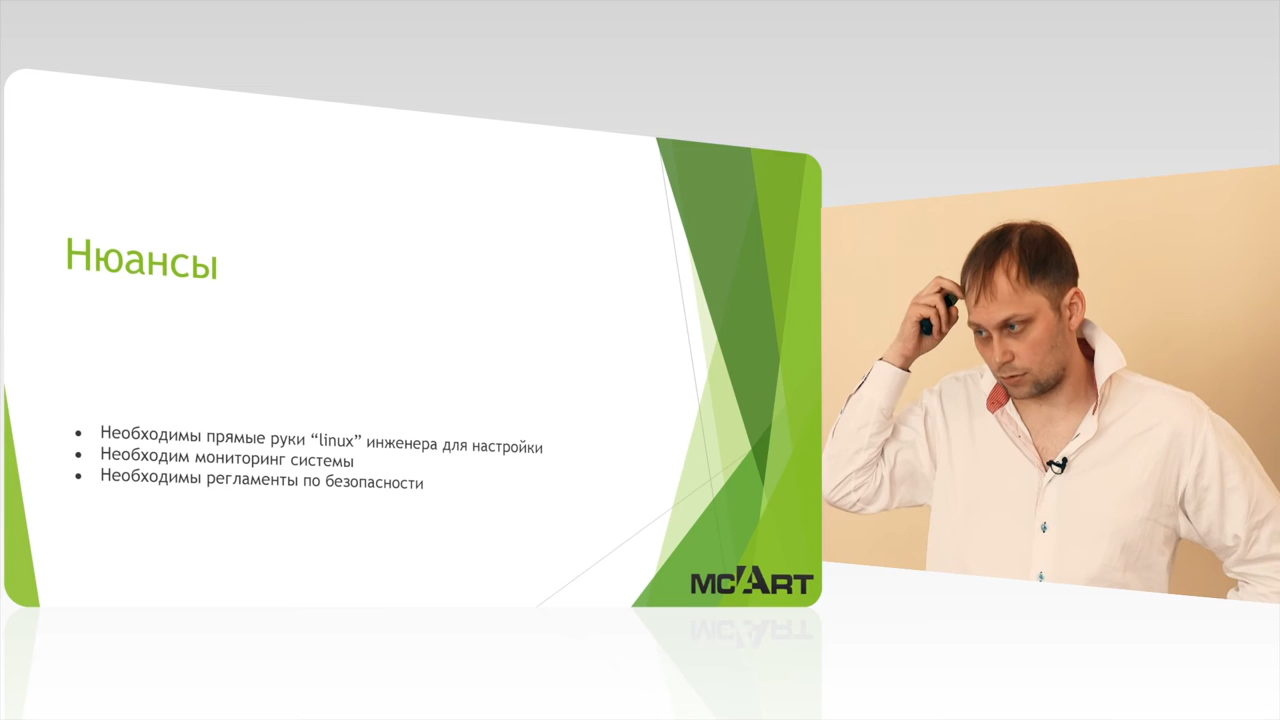 Нюансы
Необходимы прямые руки “linux” инженера для настройки
Необходим мониторинг системы
Необходимы регламенты по безопасности
MCART